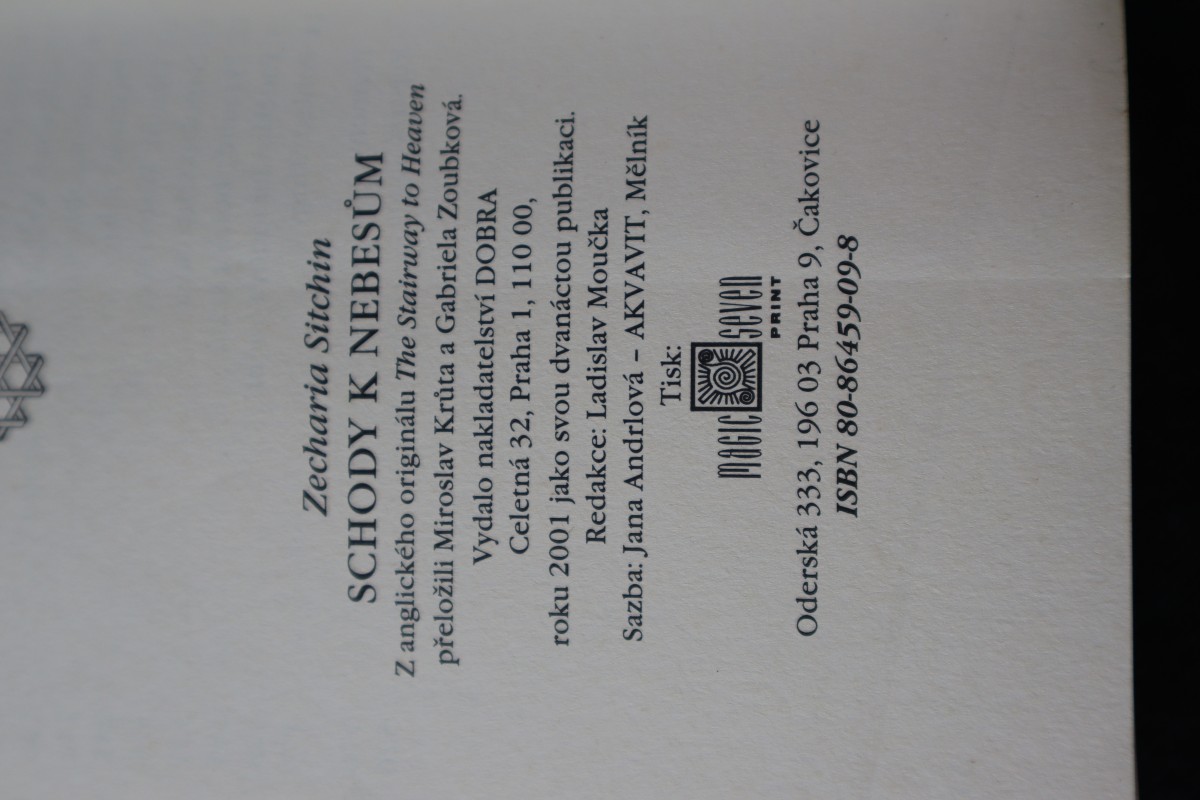 Zecharia Sitchin
SCHODY K NEBESŮM
Z anglického originálu The Stairway to Heaven
přeložili Miroslav Krůta a Gabriela Zoubková.
Vydalo nakladatelství DOBRA
Celetná 32, Praha 1, 110 00,
roku 2001 jako svou dvanáctou publikaci.
Redakce: Ladislav Moučka
Sazba: Jana Andrlová – AKVAVIT, Mělník
Tisk:
MAGIC SEVEN
PRINT
Oderská 333, 196 03 Praha 9, Čakovice
ISBN 80-86459-09-8